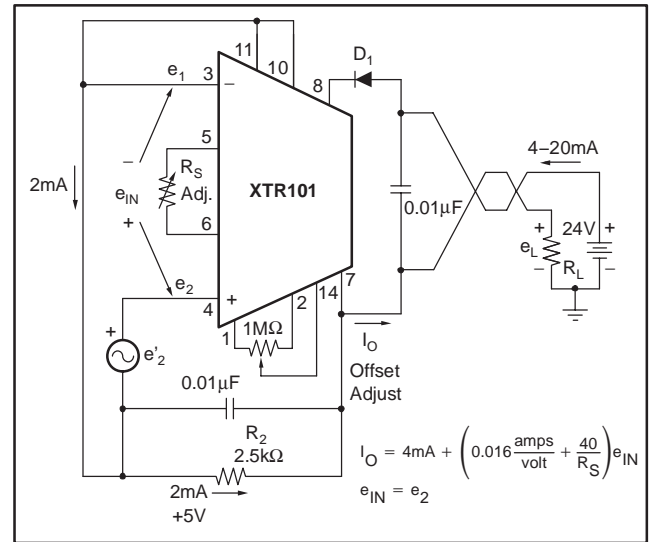 11
10
D1
e1
3
−
8
5
4−20mA
−
RS
Adj.
2mA
XTR101
eIN
0.01µF
+
24V
+
+
6
eL
RL
−
−
e2
7
14
4
+
2
1
1MΩ
+
e'2
IO
Offset
Adjust
0.01µF
R2
2.5kΩ
IO = 4mA + (0.016 amps/volt + 40/RS) eIN
2mA
+5V
eIN = e2